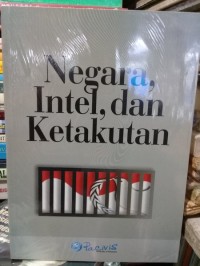 Negara,
Intel, dan
Ketakutan